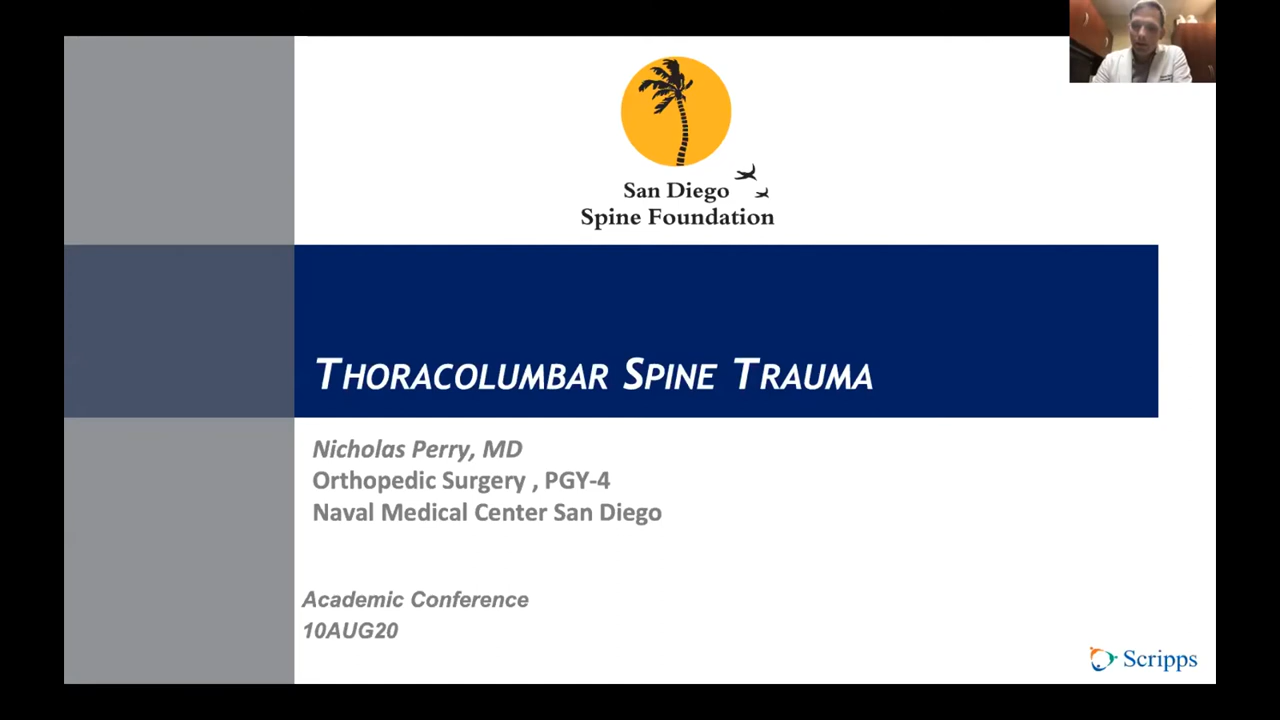 San Diego
Spine Foundation
THORACOLUMBAR SPINE TRAUMA
Nicholas Perry, MD
Orthopedic Surgery , PGY-4
Naval Medical Center San Diego
Academic Conference
10AUG20
Scripps